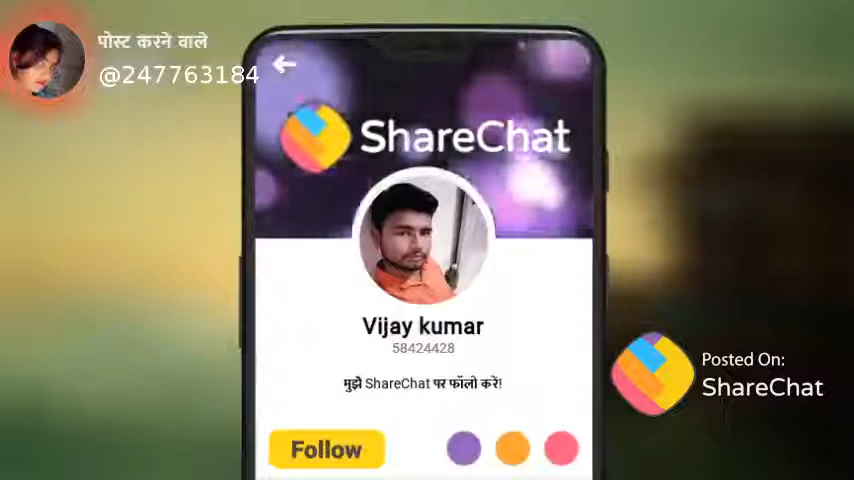 पोस्ट करने वाले
@247763184
ShareChat
Vijay kumar
58424428
मुझे ShareChat पर फॉलो करें!
Follow
Posted On:
ShareChat